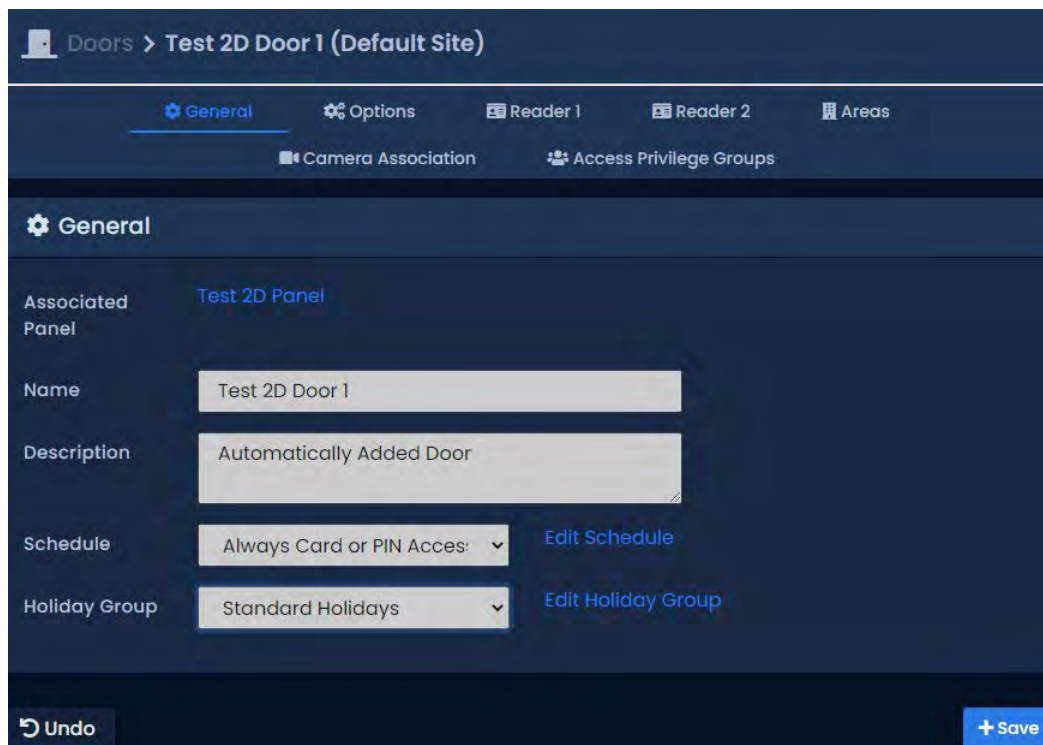 Doors > Test 2D Door 1 (Default Site)
General Options Reader 1 Reader 2 Areas
Camera Association Access Privilege Groups
General
Associated Panel Test 2D Panel
Name Test 2D Door 1
Description Automatically Added Door
Schedule Always Card or PIN Acces Edit Schedule
Holiday Group Standard Holidays Edit Holiday Group
Undo + Save